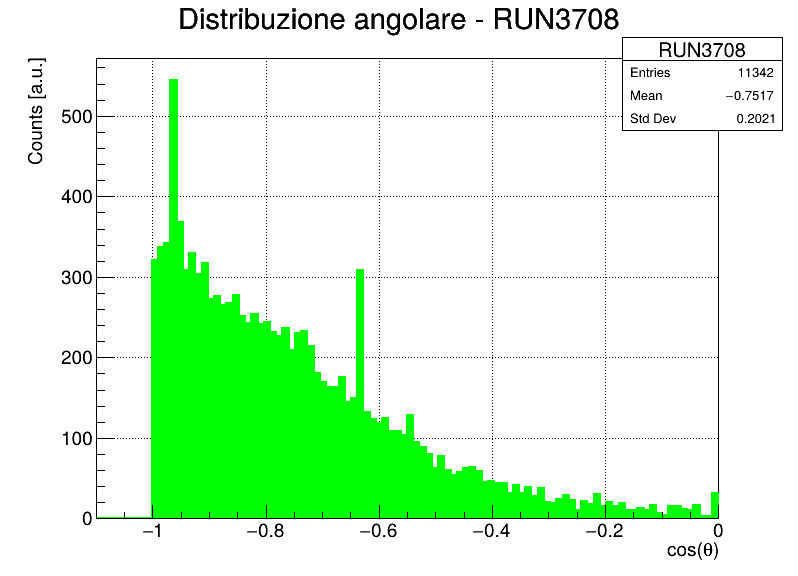 Distribuzione angolare - RUN3708
RUN3708
Entries 11342
Mean −0.7517
Std Dev 0.2021
Counts [a.u.]
500
400
300
200
100
0
−1 −0.8 −0.6 −0.4 −0.2 0
cos(θ)